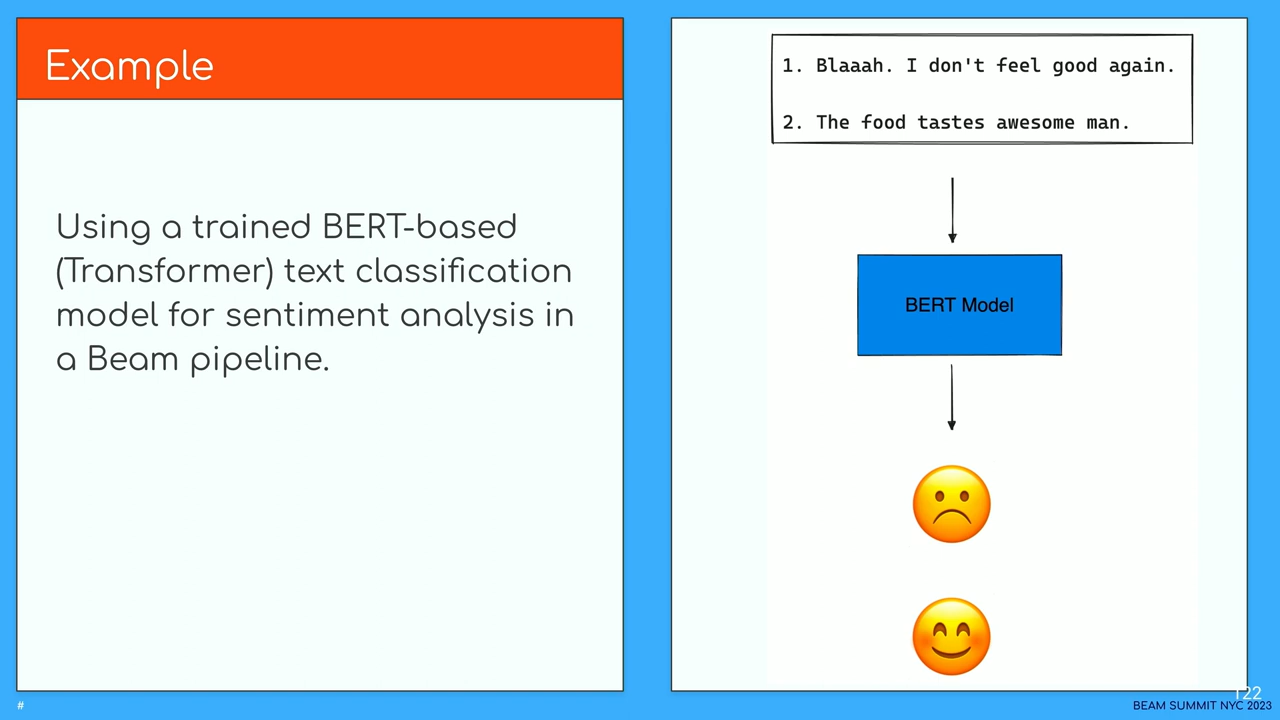 Example
Using a trained BERT-based
(Transformer) text classification
model for sentiment analysis in
a Beam pipeline.
1. Blaaah. I don't feel good again.
2. The food tastes awesome man.
BERT Model
#
122
BEAM SUMMIT NYC 2023